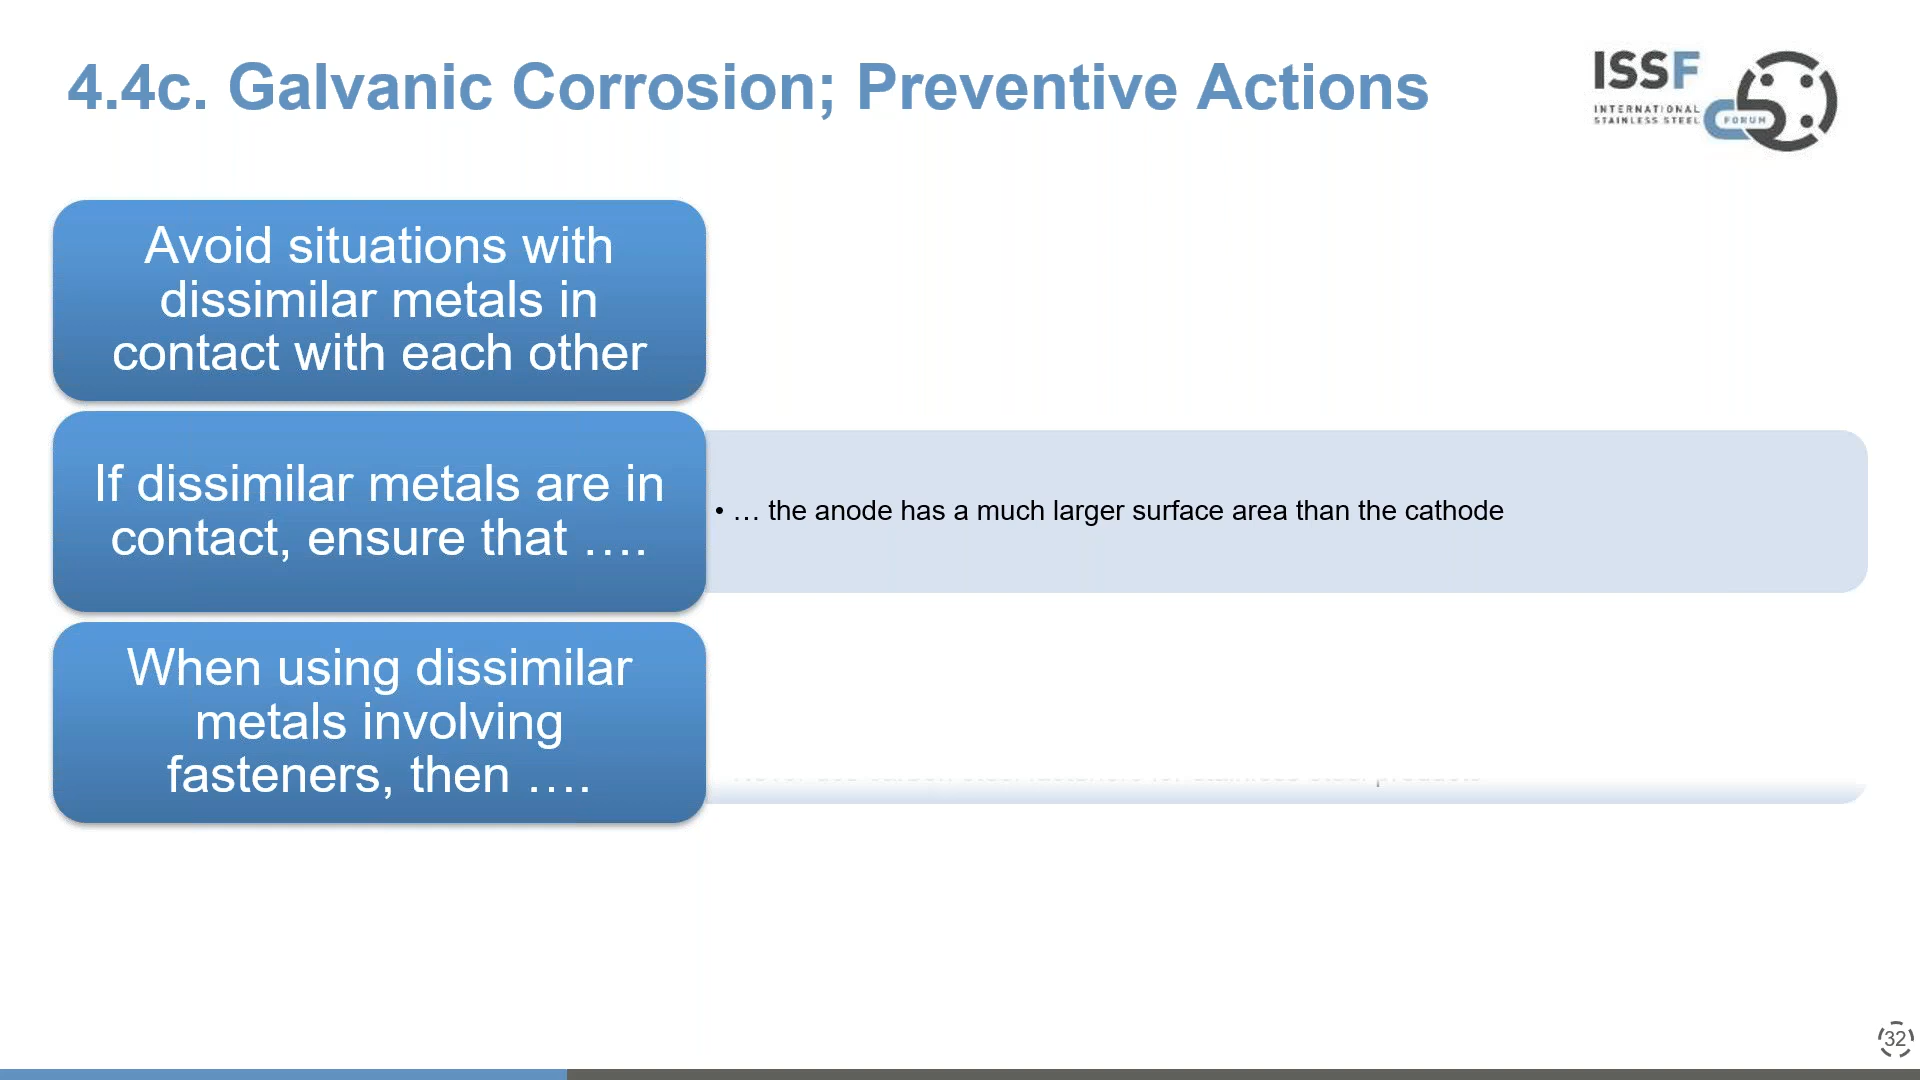 4.4c. Galvanic Corrosion; Preventive Actions
ISSF
INTERNATIONAL
STAINLESS STEEL
FORUM
Avoid situations with
dissimilar metals in
contact with each other
If dissimilar metals are in
contact, ensure that ….
• … the anode has a much larger surface area than the cathode
When using dissimilar
metals involving
fasteners, then ….
32